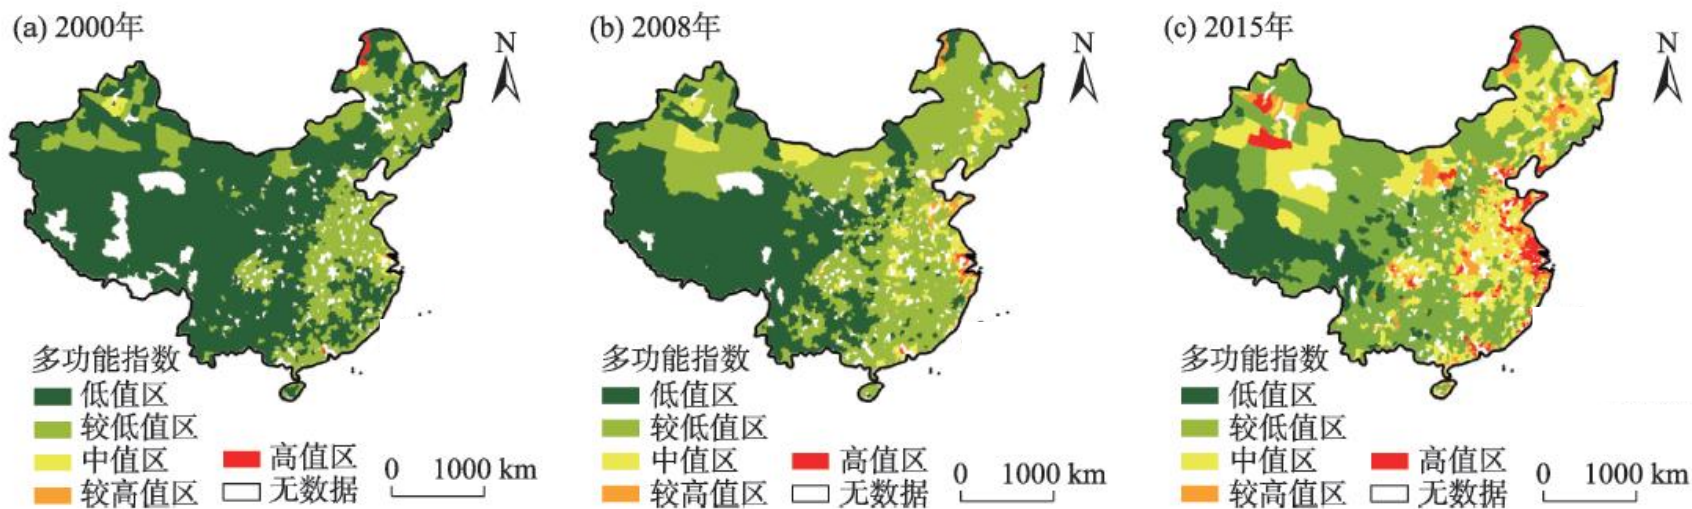 (a) 2000年
N
多功能指数
低值区
较低值区
中值区
较高值区
高值区
无数据
0 1000 km
(b) 2008年
N
多功能指数
低值区
较低值区
中值区
较高值区
高值区
无数据
0 1000 km
(c) 2015年
N
多功能指数
低值区
较低值区
中值区
较高值区
高值区
无数据
0 1000 km